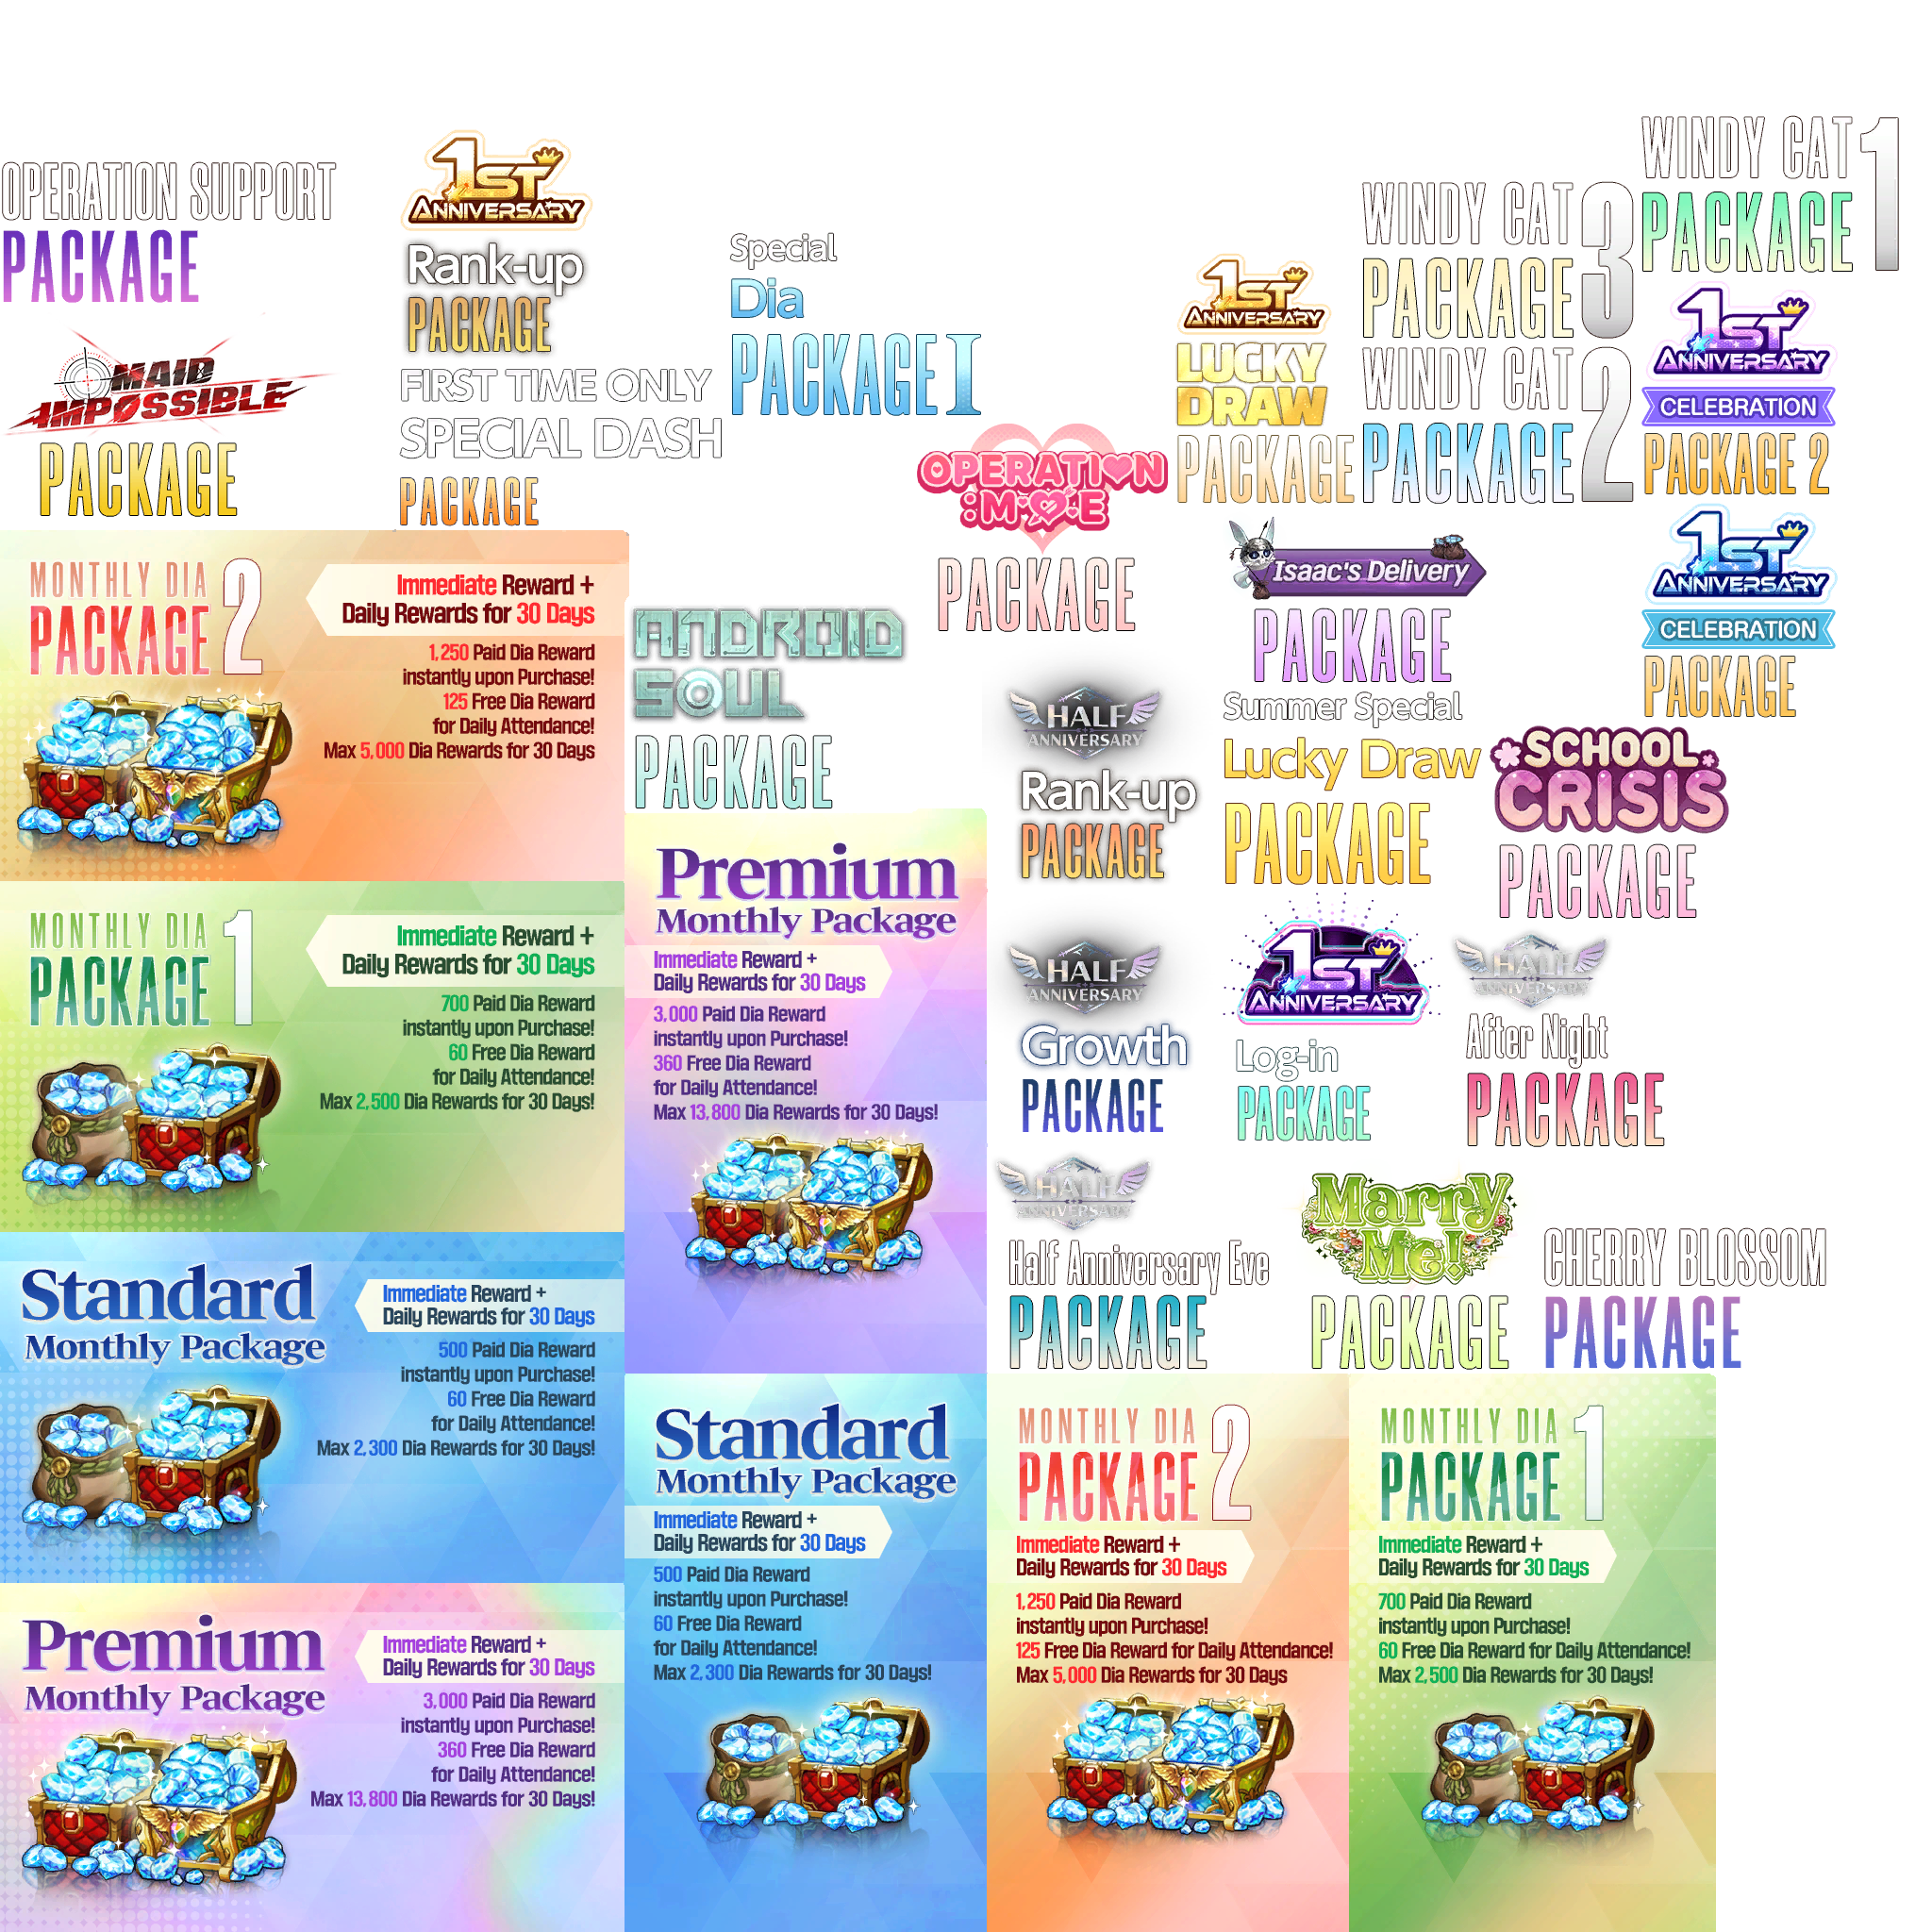 OPERATION SUPPORT
PACKAGE
MAID
IMPOSSIBLE
PACKAGE
1ST
ANNIVERSARY
Rank-up
PACKAGE
FIRST TIME ONLY
SPECIAL DASH
PACKAGE
Special
Dia
PACKAGE I
OPERATION
:MOE
PACKAGE
1ST
ANNIVERSARY
LUCKY
DRAW
PACKAGE
WINDY CAT
PACKAGE 3
WINDY CAT
PACKAGE 2
WINDY CAT
PACKAGE 1
1ST
ANNIVERSARY
CELEBRATION
PACKAGE 2
1ST
ANNIVERSARY
CELEBRATION
PACKAGE
Isaac's Delivery
PACKAGE
Summer Special
Lucky Draw
PACKAGE
SCHOOL
CRISIS
PACKAGE
ANDROID
SOUL
PACKAGE
HALF
ANNIVERSARY
Rank-up
PACKAGE
HALF
ANNIVERSARY
Growth
PACKAGE
1ST
ANNIVERSARY
Log-in
PACKAGE
HALF
ANNIVERSARY
After Night
PACKAGE
HALF
ANNIVERSARY
Half Anniversary Eve
PACKAGE
Marry
Me!
PACKAGE
CHERRY BLOSSOM
PACKAGE
MONTHLY DIA
PACKAGE 2
Immediate Reward +
Daily Rewards for 30 Days
1,250 Paid Dia Reward
instantly upon Purchase!
125 Free Dia Reward
for Daily Attendance!
Max 5,000 Dia Rewards for 30 Days
MONTHLY DIA
PACKAGE 1
Immediate Reward +
Daily Rewards for 30 Days
700 Paid Dia Reward
instantly upon Purchase!
60 Free Dia Reward
for Daily Attendance!
Max 2,500 Dia Rewards for 30 Days!
Standard
Monthly Package
Immediate Reward +
Daily Rewards for 30 Days
500 Paid Dia Reward
instantly upon Purchase!
60 Free Dia Reward
for Daily Attendance!
Max 2,300 Dia Rewards for 30 Days!
Premium
Monthly Package
Immediate Reward +
Daily Rewards for 30 Days
3,000 Paid Dia Reward
instantly upon Purchase!
360 Free Dia Reward
for Daily Attendance!
Max 13,800 Dia Rewards for 30 Days!
Premium
Monthly Package
Immediate Reward +
Daily Rewards for 30 Days
3,000 Paid Dia Reward
instantly upon Purchase!
360 Free Dia Reward
for Daily Attendance!
Max 13,800 Dia Rewards for 30 Days!
Standard
Monthly Package
Immediate Reward +
Daily Rewards for 30 Days
500 Paid Dia Reward
instantly upon Purchase!
60 Free Dia Reward
for Daily Attendance!
Max 2,300 Dia Rewards for 30 Days!
MONTHLY DIA
PACKAGE 2
Immediate Reward +
Daily Rewards for 30 Days
1,250 Paid Dia Reward
instantly upon Purchase!
125 Free Dia Reward for Daily Attendance!
Max 5,000 Dia Rewards for 30 Days
MONTHLY DIA
PACKAGE 1
Immediate Reward +
Daily Rewards for 30 Days
700 Paid Dia Reward
instantly upon Purchase!
60 Free Dia Reward for Daily Attendance!
Max 2,500 Dia Rewards for 30 Days!